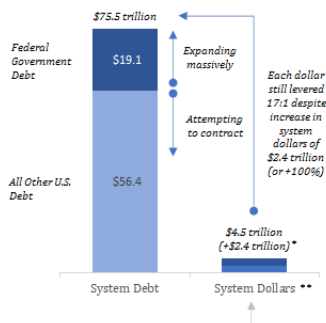 $75.5 trillion
Federal
Government
Debt
$19.1
Expanding
massively
Attempting
to contract
Each dollar
still levered
17:1 despite
increase in
system
dollars of
$2.4 trillion
(or +100%)
All Other U.S.
Debt
$56.4
$4.5 trillion
(+$2.4 trillion)*
System Debt
System Dollars **